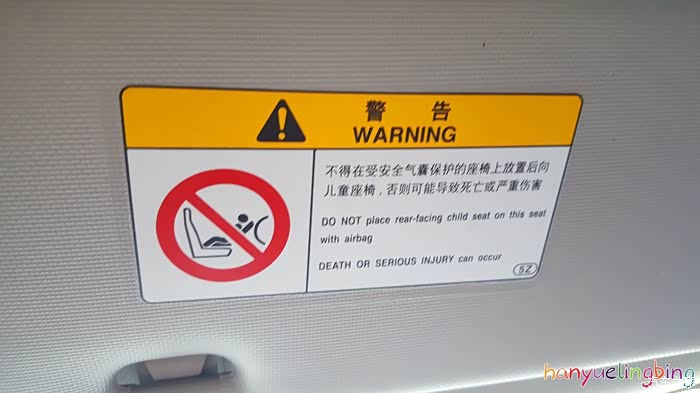 警 告
WARNING
不得在受安全气囊保护的座椅上放置后向
儿童座椅，否则可能导致死亡或严重伤害
DO NOT place rear-facing child seat on this seat
with airbag
DEATH OR SERIOUS INJURY can occur
5Z
hanyuelingbing